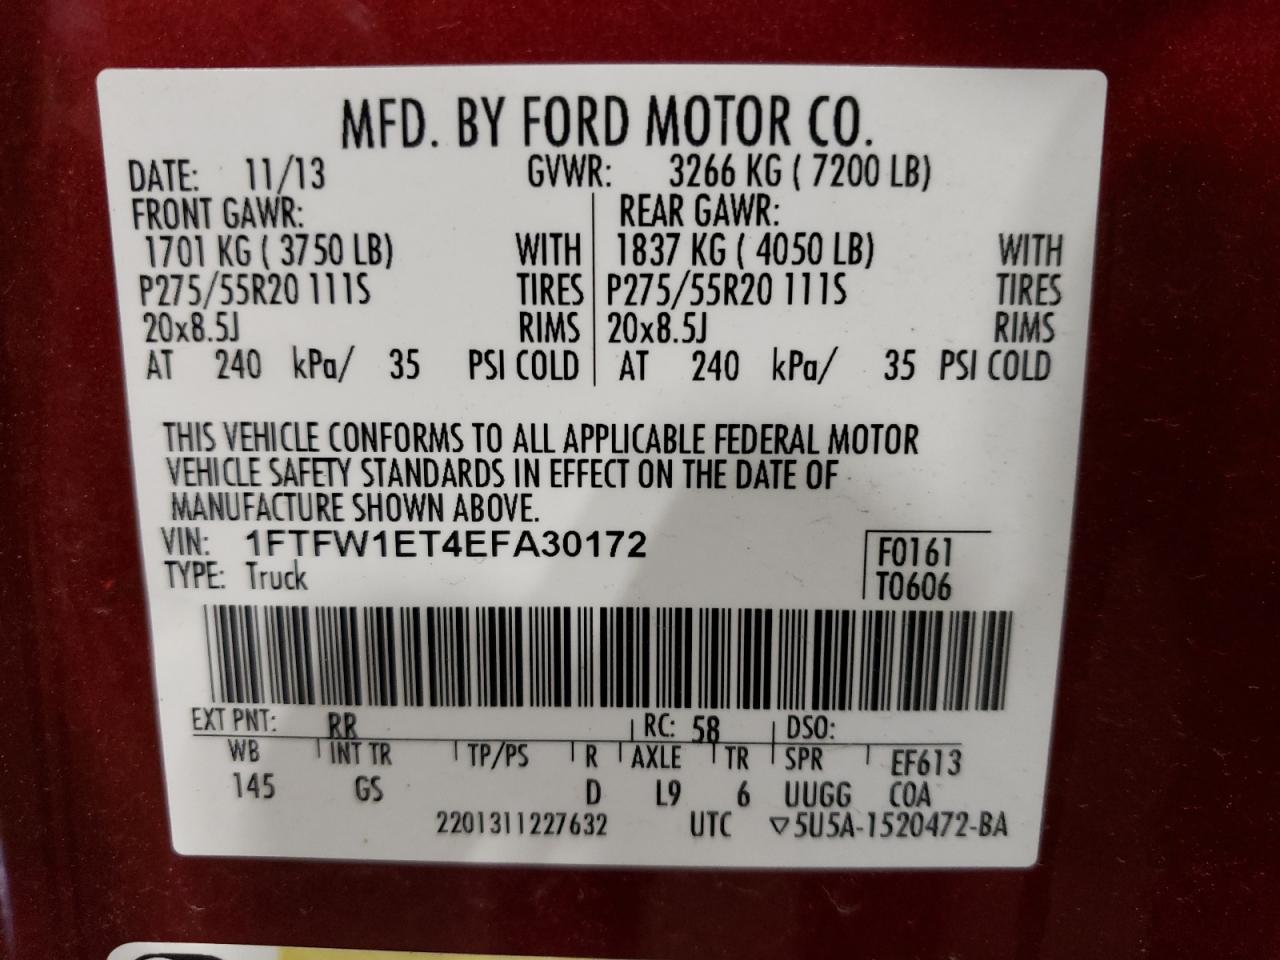 MFD. BY FORD MOTOR CO.
DATE: 11/13 GVWR: 3266 KG ( 7200 LB)
FRONT GAWR: REAR GAWR:
1701 KG ( 3750 LB) WITH 1837 KG ( 4050 LB) WITH
P275/55R20 111S TIRES P275/55R20 111S TIRES
20x8.5J RIMS 20x8.5J RIMS
AT 240 kPa/ 35 PSI COLD AT 240 kPa/ 35 PSI COLD
THIS VEHICLE CONFORMS TO ALL APPLICABLE FEDERAL MOTOR
VEHICLE SAFETY STANDARDS IN EFFECT ON THE DATE OF
MANUFACTURE SHOWN ABOVE.
VIN: 1FTFW1ET4EFA30172 F0161
TYPE: Truck T0606
EXT PNT: RR RC: 58 DSO:
WB INT TR TP/PS R AXLE TR SPR EF613
145 GS D L9 6 UUGG COA
2201311227632 UTC ▽5U5A-1520472-BA